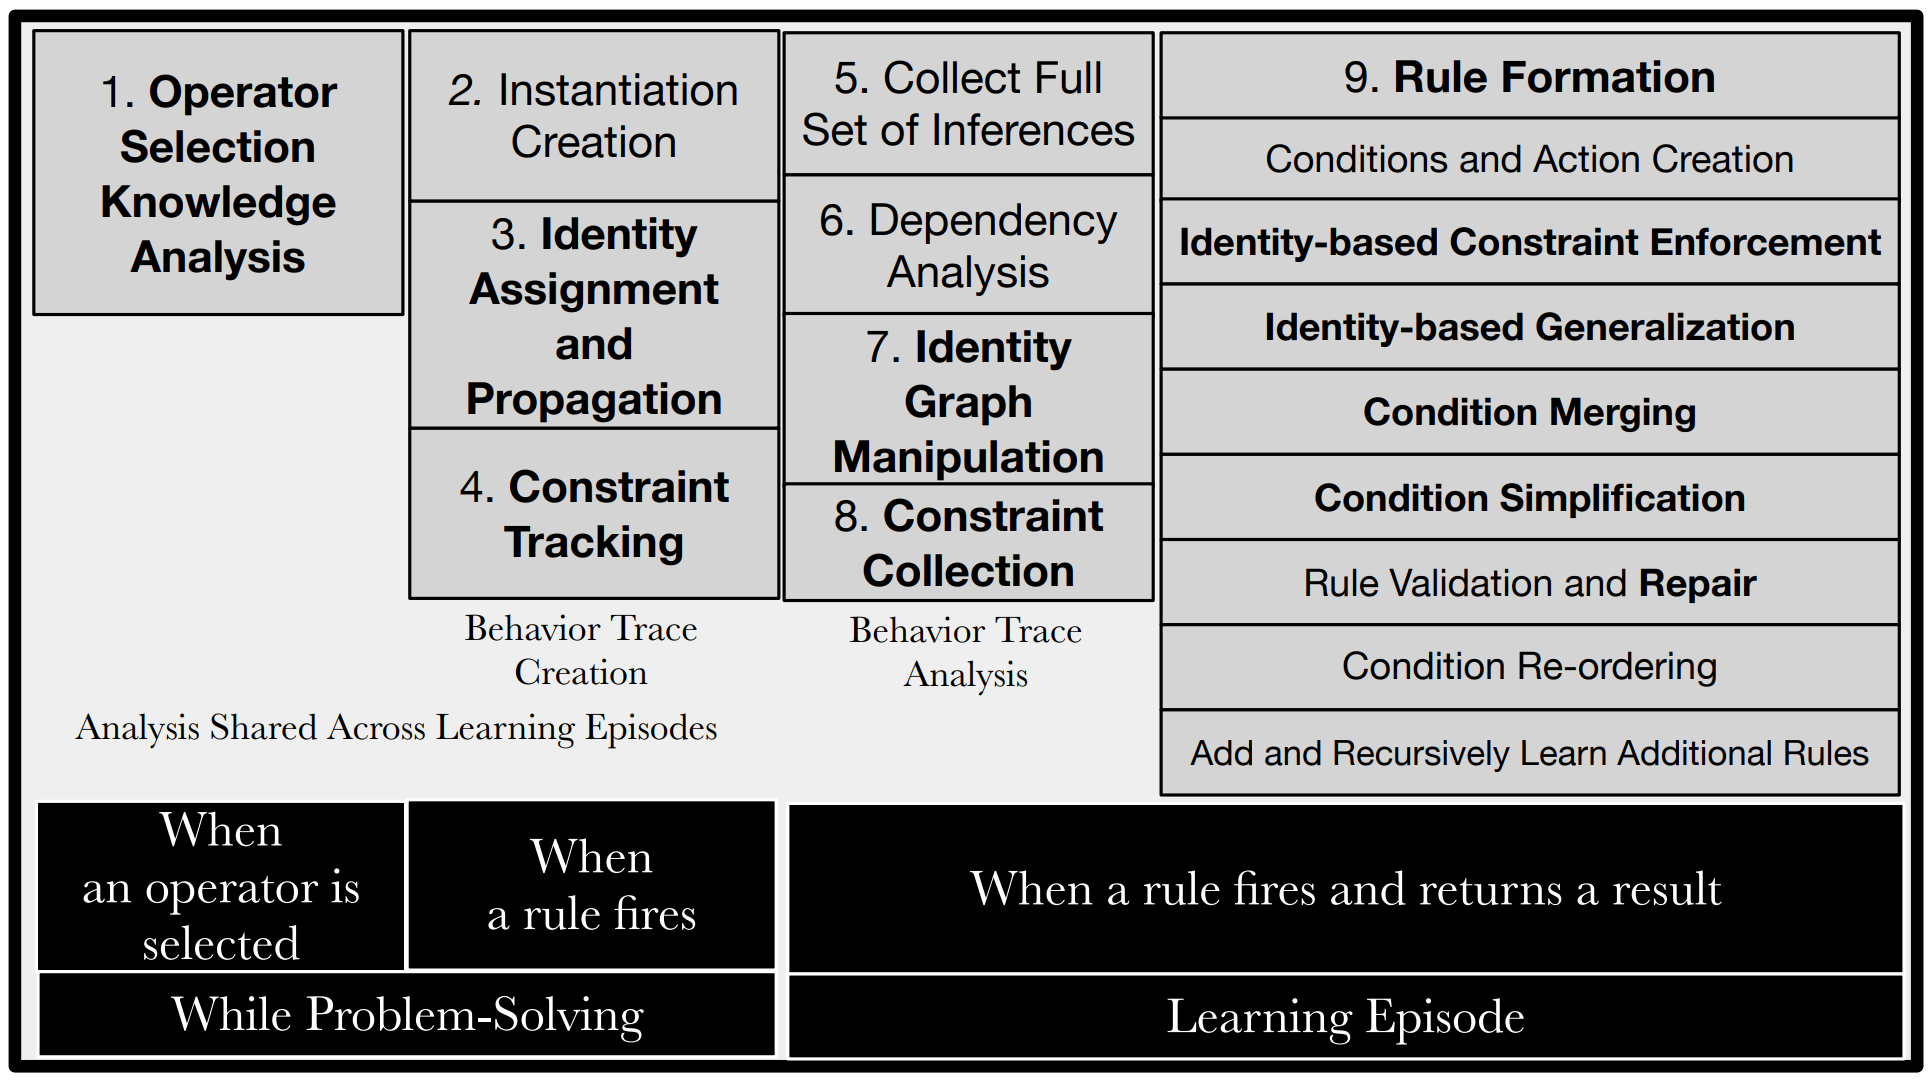 1. Operator
Selection
Knowledge
Analysis
2. Instantiation
Creation
3. Identity
Assignment
and
Propagation
4. Constraint
Tracking
Behavior Trace
Creation
Analysis Shared Across Learning Episodes
5. Collect Full
Set of Inferences
6. Dependency
Analysis
7. Identity
Graph
Manipulation
8. Constraint
Collection
Behavior Trace
Analysis
9. Rule Formation
Conditions and Action Creation
Identity-based Constraint Enforcement
Identity-based Generalization
Condition Merging
Condition Simplification
Rule Validation and Repair
Condition Re-ordering
Add and Recursively Learn Additional Rules
When
an operator is
selected
When
a rule fires
When a rule fires and returns a result
While Problem-Solving
Learning Episode